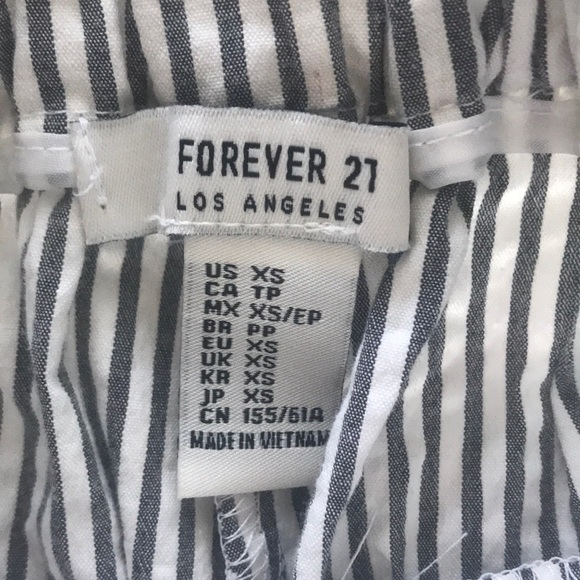 FOREVER 21
LOS ANGELES
US XS
CA TP
MX XS/EP
BR PP
EU XS
UK XS
KR XS
JP XS
CN 155/61A
MADE IN VIETNAM